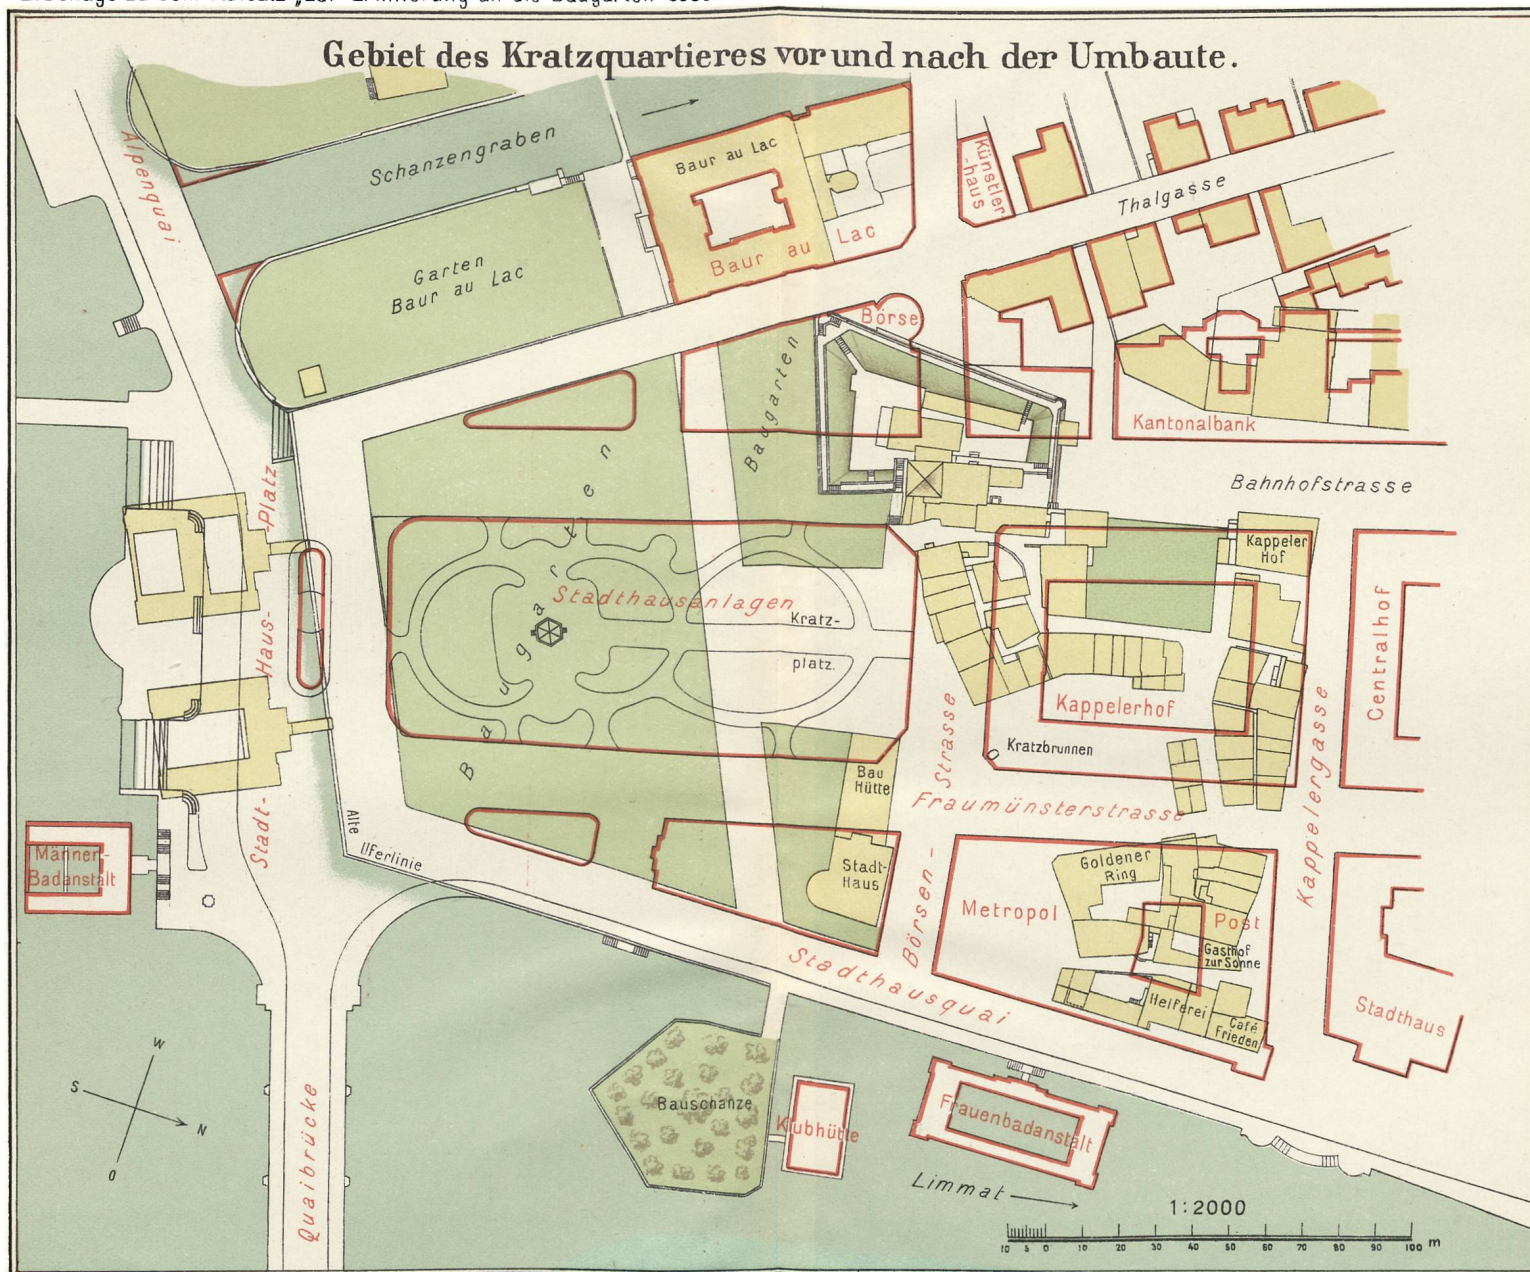 Gebiet des Kratzquartieres vor und nach der Umbaute.
Alpenquai
Schanzengraben
Baur au Lac
Baur au Lac
Künstler
-haus
Thalgasse
Garten
Baur au Lac
Börse
Baugarten
Kantonalbank
Bahnhofstrasse
Stadt-Haus-Platz
Baugarten
Stadthausanlagen
Kratz-
platz.
Kappeler
Hof
Centralhof
Kappelerhof
Kratzbrunnen
Kappelergasse
Börsen-Strasse
Fraumünsterstrasse
Bau
Hütte
Stadt-
Haus
Alte
Uferlinie
Männer-
Badanstalt
Goldener
Ring
Metropol
Post
Gasthof
zur Sonne
Helferei
Café
Frieden
Stadthaus
Stadthausquai
Quaibrücke
Bauschanze
Klubhütte
Frauenbadanstalt
Limmat
W
S
N
O
1:2000
10 5 0 10 20 30 40 50 60 70 80 90 100 m